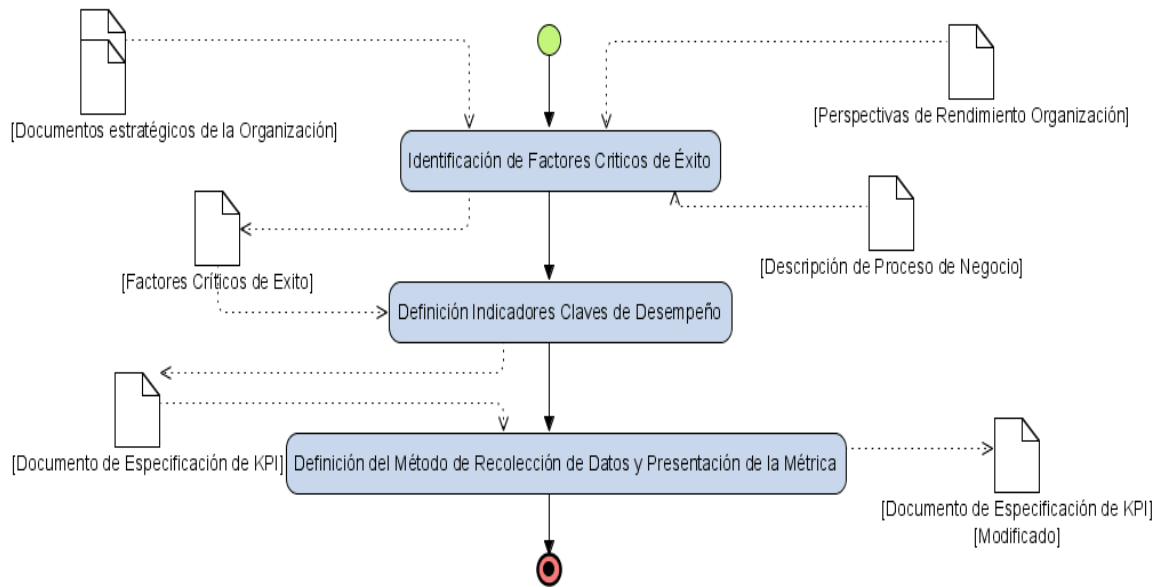 [Documentos estratégicos de la Organización]
[Perspectivas de Rendimiento Organización]
Identificación de Factores Criticos de Éxito
[Descripción de Proceso de Negocio]
[Factores Críticos de Exito]
Definición Indicadores Claves de Desempeño
[Documento de Especificación de KPI]
Definición del Método de Recolección de Datos y Presentación de la Métrica
[Documento de Especificación de KPI]
[Modificado]